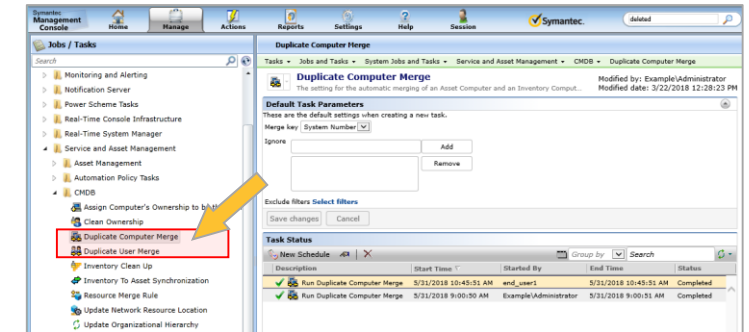 Symantec
Management
Console
Home
Manage
Actions
Reports
Settings
Help
Session
Symantec.
deleted
Jobs / Tasks
Search
Monitoring and Alerting
Notification Server
Power Scheme Tasks
Real-Time Console Infrastructure
Real-Time System Manager
Service and Asset Management
Asset Management
Automation Policy Tasks
CMDB
Assign Computer's Ownership to
Clean Ownership
Duplicate Computer Merge
Duplicate User Merge
Inventory Clean Up
Inventory To Asset Synchronization
Resource Merge Rule
Update Network Resource Location
Update Organizational Hierarchy
Duplicate Computer Merge
Tasks Jobs and Tasks System Jobs and Tasks Service and Asset Management CMDB Duplicate Computer Merge
Duplicate Computer Merge
The setting for the automatic merging of an Asset Computer and an Inventory Comput...
Modified by: Example\Administrator
Modified date: 3/22/2018 12:28:23 PM
Default Task Parameters
These are the default settings when creating a new task.
Merge key System Number
Ignore
Add
Remove
Exclude filters Select filters
Save changes Cancel
Task Status
New Schedule Group by Search
Description Start Time Started By End Time Status
Run Duplicate Computer Merge 5/31/2018 10:45:51 AM end_user1 5/31/2018 10:45:51 AM Completed
Run Duplicate Computer Merge 5/31/2018 9:00:50 AM Example\Administrator 5/31/2018 9:00:51 AM Completed